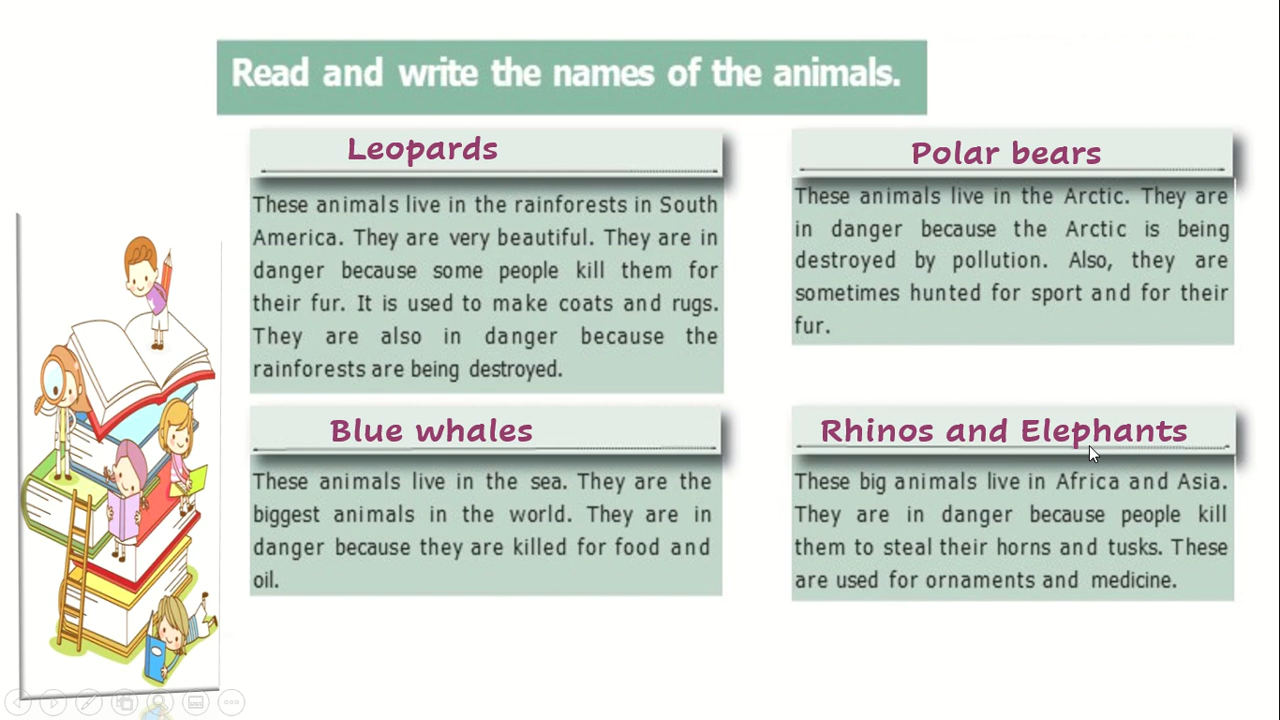 Read and write the names of the animals.
Leopards
These animals live in the rainforests in South
America. They are very beautiful. They are in
danger because some people kill them for
their fur. It is used to make coats and rugs.
They are also in danger because the
rainforests are being destroyed.
Polar bears
These animals live in the Arctic. They are
in danger because the Arctic is being
destroyed by pollution. Also, they are
sometimes hunted for sport and for their
fur.
Blue whales
These animals live in the sea. They are the
biggest animals in the world. They are in
danger because they are killed for food and
oil.
Rhinos and Elephants
These big animals live in Africa and Asia.
They are in danger because people kill
them to steal their horns and tusks. These
are used for ornaments and medicine.